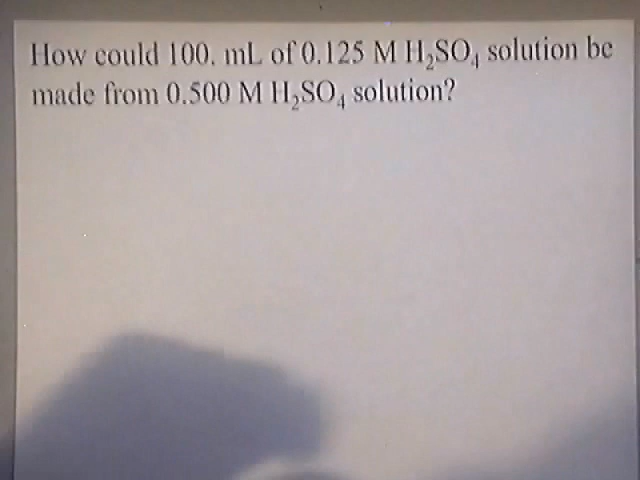 How could 100. mL of 0.125 M H₂SO₄ solution be
made from 0.500 M H₂SO₄ solution?